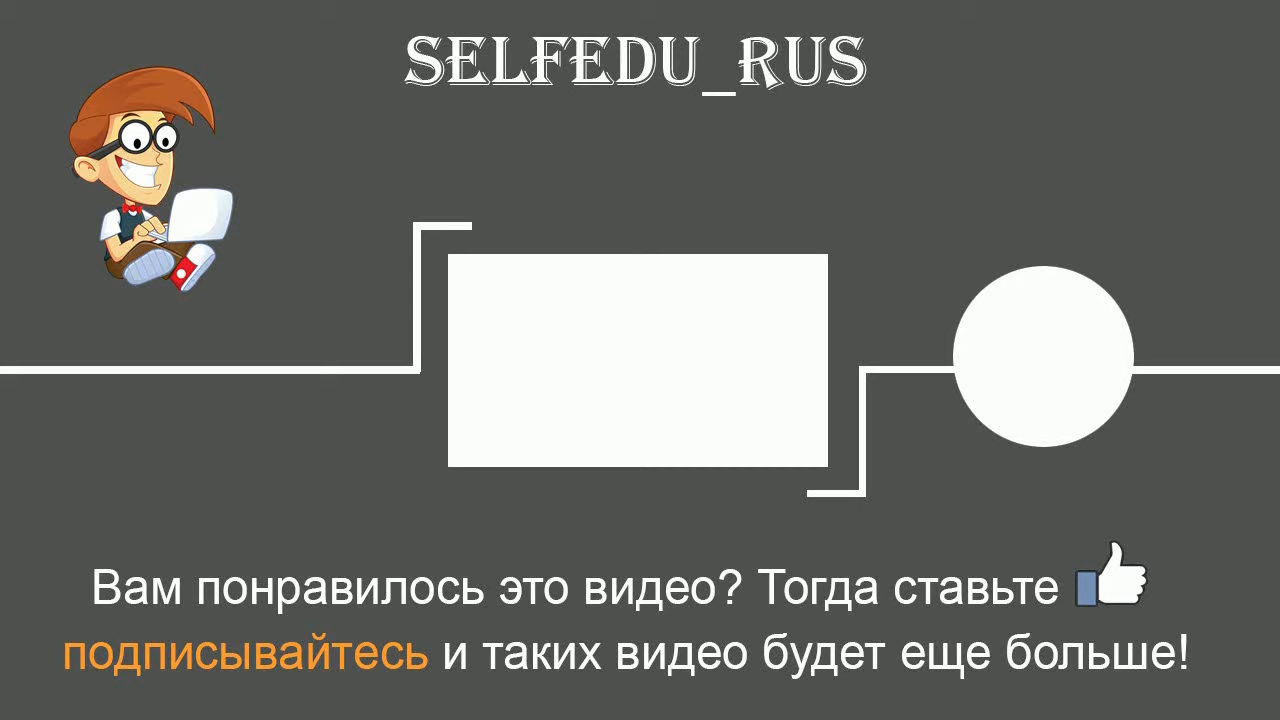 SELFEDU_RUS
Вам понравилось это видео? Тогда ставьте
подписывайтесь и таких видео будет еще больше!